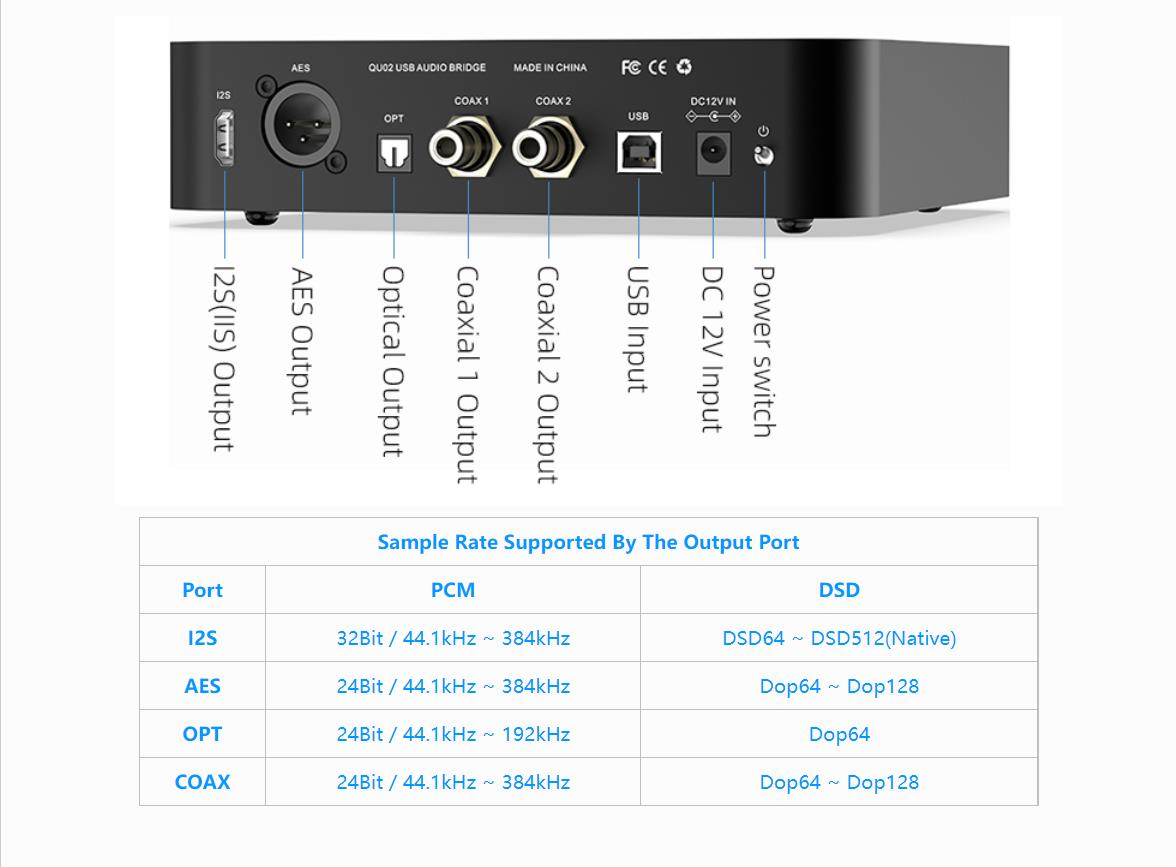 AES
QU02 USB AUDIO BRIDGE
MADE IN CHINA
FC CE
I2S
OPT
COAX 1
COAX 2
USB
DC12V IN
I2S(IIS) Output
AES Output
Optical Output
Coaxial 1 Output
Coaxial 2 Output
USB Input
DC 12V Input
Power switch
Sample Rate Supported By The Output Port
Port PCM DSD
I2S 32Bit / 44.1kHz ~ 384kHz DSD64 ~ DSD512(Native)
AES 24Bit / 44.1kHz ~ 384kHz Dop64 ~ Dop128
OPT 24Bit / 44.1kHz ~ 192kHz Dop64
COAX 24Bit / 44.1kHz ~ 384kHz Dop64 ~ Dop128